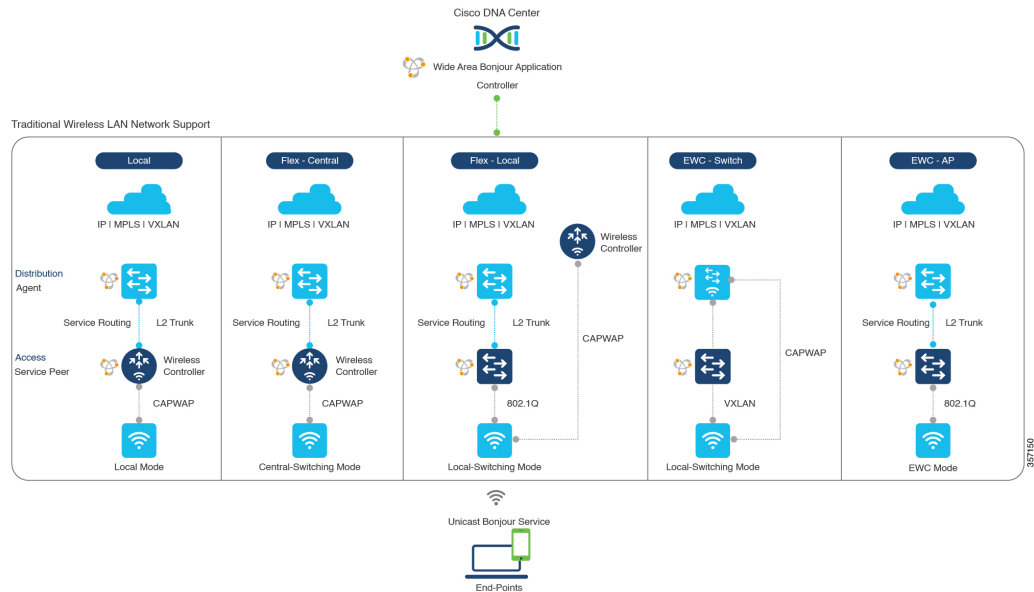 Cisco DNA Center
Wide Area Bonjour Application
Controller
Traditional Wireless LAN Network Support
Local
Flex - Central
Flex - Local
EWC - Switch
EWC - AP
IP I MPLS I VXLAN
IP I MPLS I VXLAN
IP I MPLS I VXLAN
IP I MPLS I VXLAN
IP I MPLS I VXLAN
Wireless
Controller
Distribution
Agent
Service Routing
L2 Trunk
Service Routing
L2 Trunk
Service Routing
L2 Trunk
CAPWAP
CAPWAP
Service Routing
L2 Trunk
Access
Service Peer
Wireless
Controller
Wireless
Controller
CAPWAP
CAPWAP
802.1Q
VXLAN
802.1Q
Local Mode
Central-Switching Mode
Local-Switching Mode
Local-Switching Mode
EWC Mode
357150
Unicast Bonjour Service
End-Points